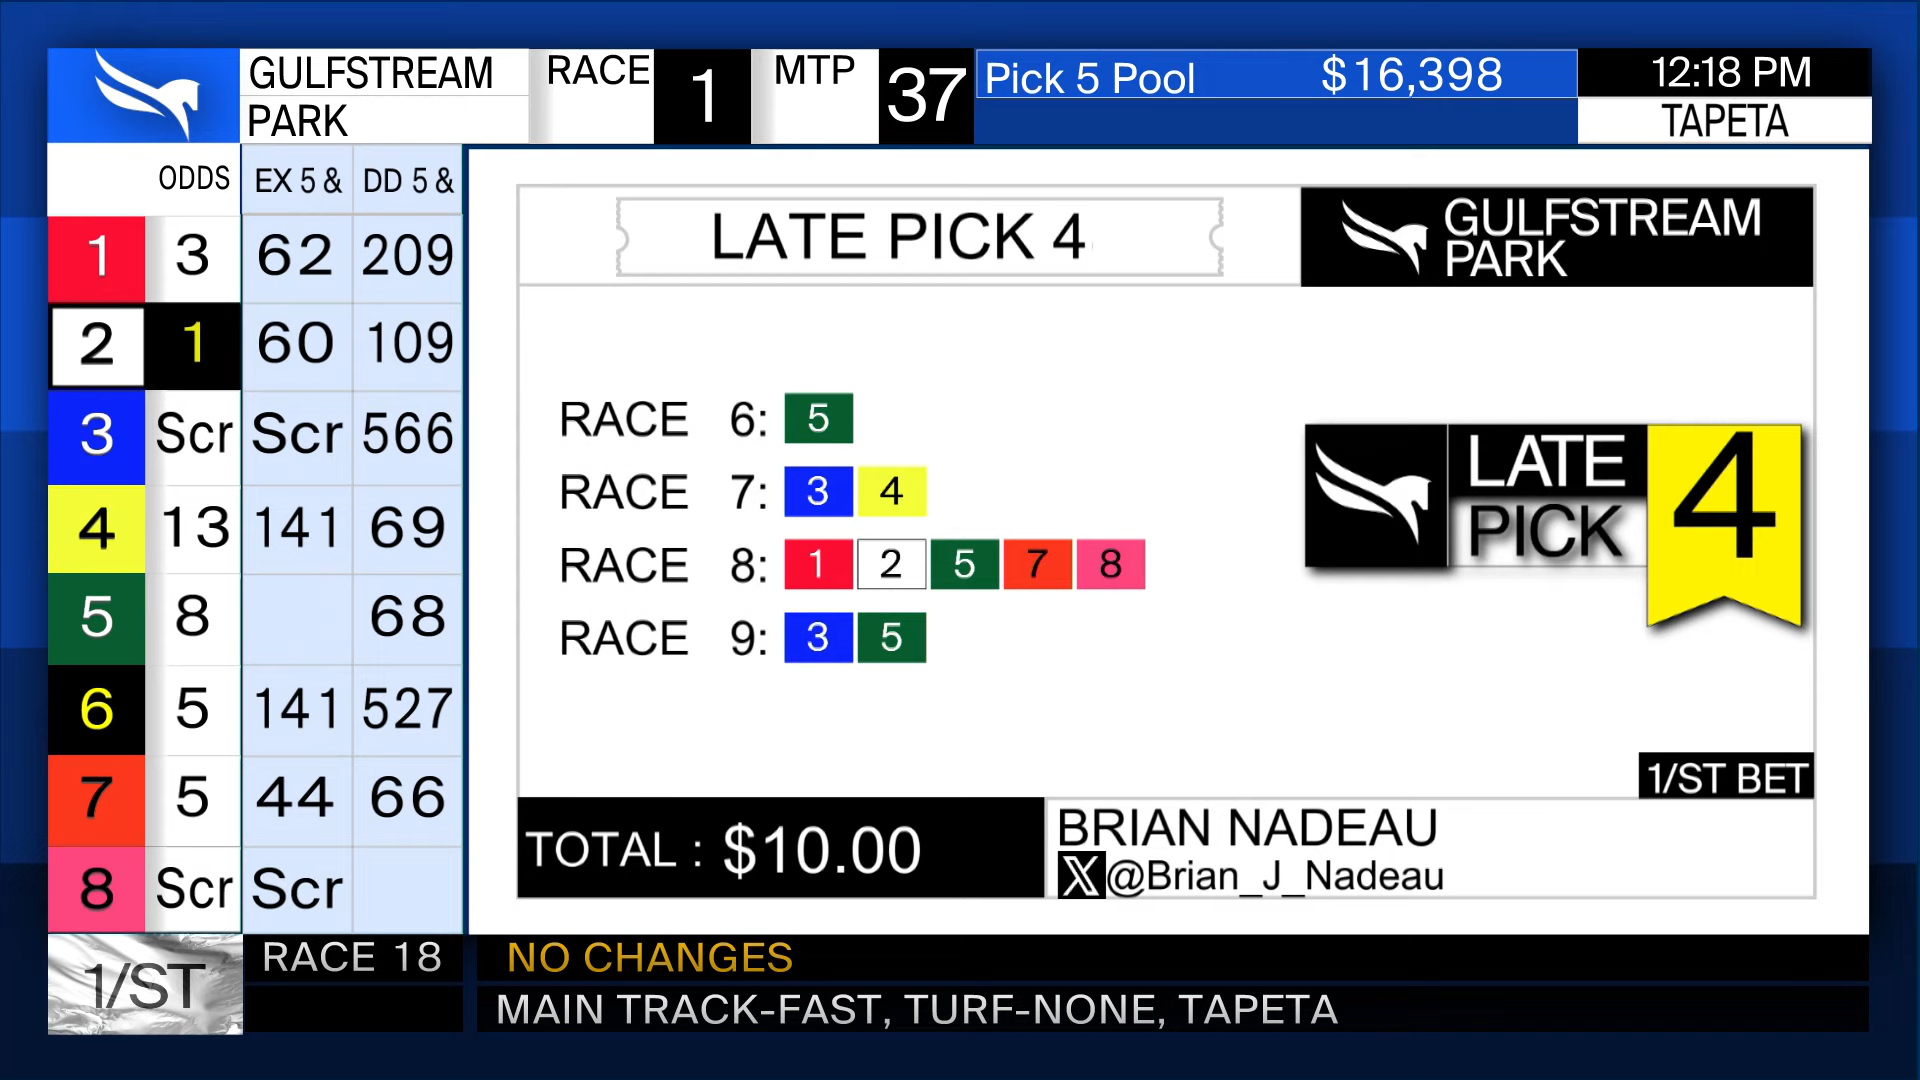 GULFSTREAM
PARK
RACE 1 MTP 37
Pick 5 Pool $16,398
12:18 PM
TAPETA
ODDS EX 5 & DD 5 &
1 3 62 209
2 1 60 109
3 Scr Scr 566
4 13 141 69
5 8 68
6 5 141 527
7 5 44 66
8 Scr Scr
LATE PICK 4
GULFSTREAM
PARK
RACE 6: 5
RACE 7: 3 4
RACE 8: 1 2 5 7 8
RACE 9: 3 5
LATE
PICK
4
1/ST BET
TOTAL : $10.00
BRIAN NADEAU
X @Brian_J_Nadeau
1/ST
RACE 18
NO CHANGES
MAIN TRACK-FAST, TURF-NONE, TAPETA